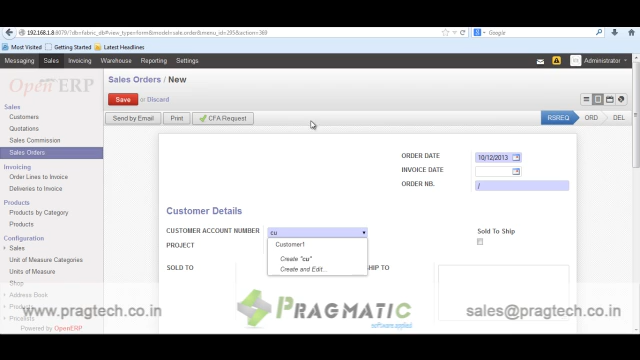 192.168.1.8:8079/?db=fabric_db#view_type=form&model=sale.order&menu_id=295&action=368
Google
Most Visited Getting Started Latest Headlines
Messaging Sales Invoicing Warehouse Reporting Settings Administrator
OpenERP
Sales Orders / New
Save or Discard
Send by Email Print CFA Request RSREQ ORD DEL
Sales
Customers
Quotations
Sales Commission
Sales Orders
Invoicing
Order Lines to Invoice
Deliveries to Invoice
Products
Products by Category
Products
Configuration
Sales
Unit of Measure Categories
Units of Measure
Shop
Address Book
Pricelists
Powered by OpenERP
ORDER DATE 10/12/2013
INVOICE DATE
ORDER NB. /
Customer Details
CUSTOMER ACCOUNT NUMBER cu
Sold To Ship
PROJECT
Customer1
Create "cu"
Create and Edit...
SOLD TO
SHIP TO
www.pragtech.co.in
PRAGMATIC
software applied
sales@pragtech.co.in